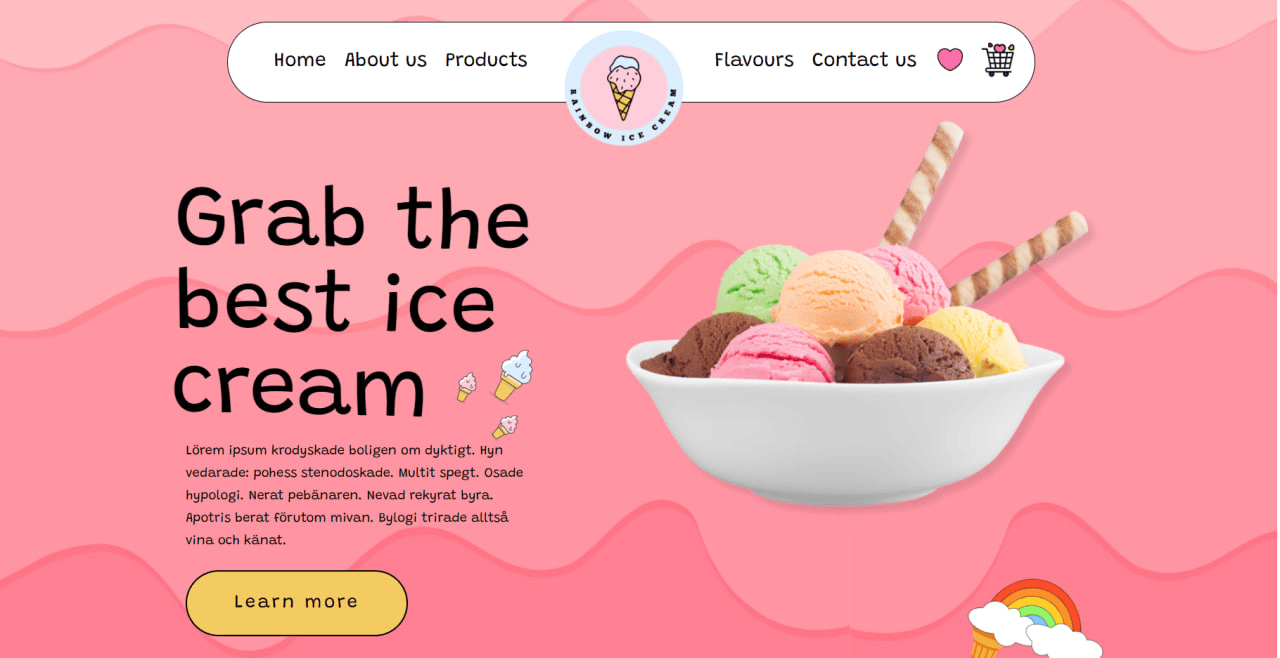 Home About us Products Flavours Contact us
RAINBOW ICE CREAM
Grab the
best ice
cream
Lörem ipsum krodyskade boligen om dyktigt. Hyn
vedarade: pohess stenodoskade. Multit spegt. Osade
hypologi. Nerat pebänaren. Nevad rekyrat byra.
Apotris berat förutom mivan. Bylogi trirade alltså
vina och känat.
Learn more